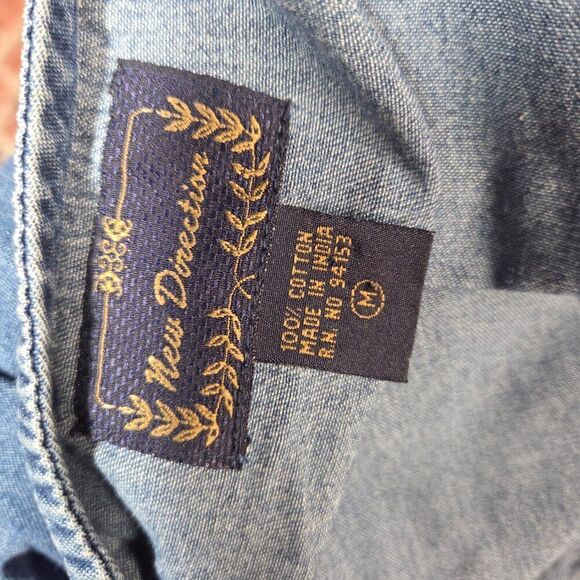 New Direction
100% COTTON
MADE IN INDIA
R.N. NO 94153
M